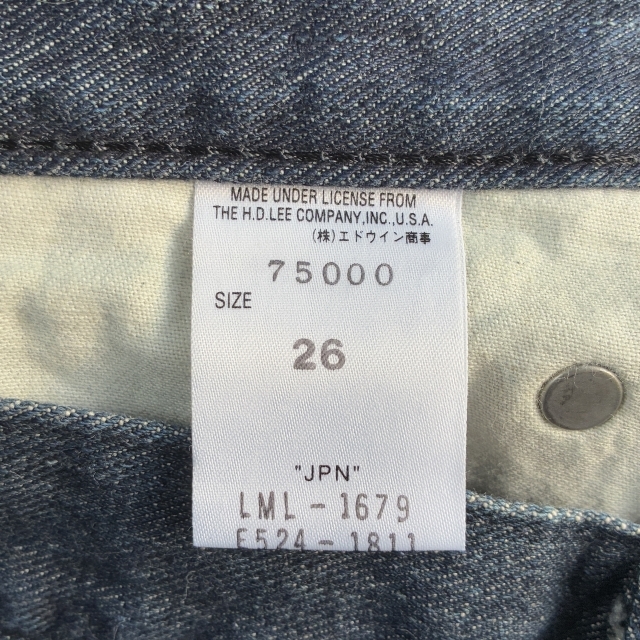 MADE UNDER LICENSE FROM
THE H.D.LEE COMPANY,INC.,U.S.A.
(株)エドウイン商事
75000
SIZE
26
"JPN"
LML-1679
E524-1811